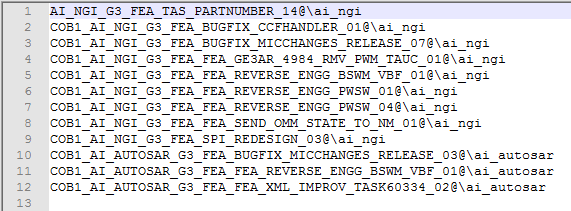 1 AI_NGI_G3_FEA_TAS_PARTNUMBER_14@\ai_ngi
2 COB1_AI_NGI_G3_FEA_BUGFIX_CCFHANDLER_01@\ai_ngi
3 COB1_AI_NGI_G3_FEA_BUGFIX_MICCHANGES_RELEASE_07@\ai_ngi
4 COB1_AI_NGI_G3_FEA_FEA_GE3AR_4984_RMV_PWM_TAUC_01@\ai_ngi
5 COB1_AI_NGI_G3_FEA_FEA_REVERSE_ENGG_BSWM_VBF_01@\ai_ngi
6 COB1_AI_NGI_G3_FEA_FEA_REVERSE_ENGG_PWSW_01@\ai_ngi
7 COB1_AI_NGI_G3_FEA_FEA_REVERSE_ENGG_PWSW_04@\ai_ngi
8 COB1_AI_NGI_G3_FEA_FEA_SEND_OMM_STATE_TO_NM_01@\ai_ngi
9 COB1_AI_NGI_G3_FEA_SPI_REDESIGN_03@\ai_ngi
10 COB1_AI_AUTOSAR_G3_FEA_BUGFIX_MICCHANGES_RELEASE_03@\ai_autosar
11 COB1_AI_AUTOSAR_G3_FEA_FEA_REVERSE_ENGG_BSWM_VBF_01@\ai_autosar
12 COB1_AI_AUTOSAR_G3_FEA_FEA_XML_IMPROV_TASK60334_02@\ai_autosar
13